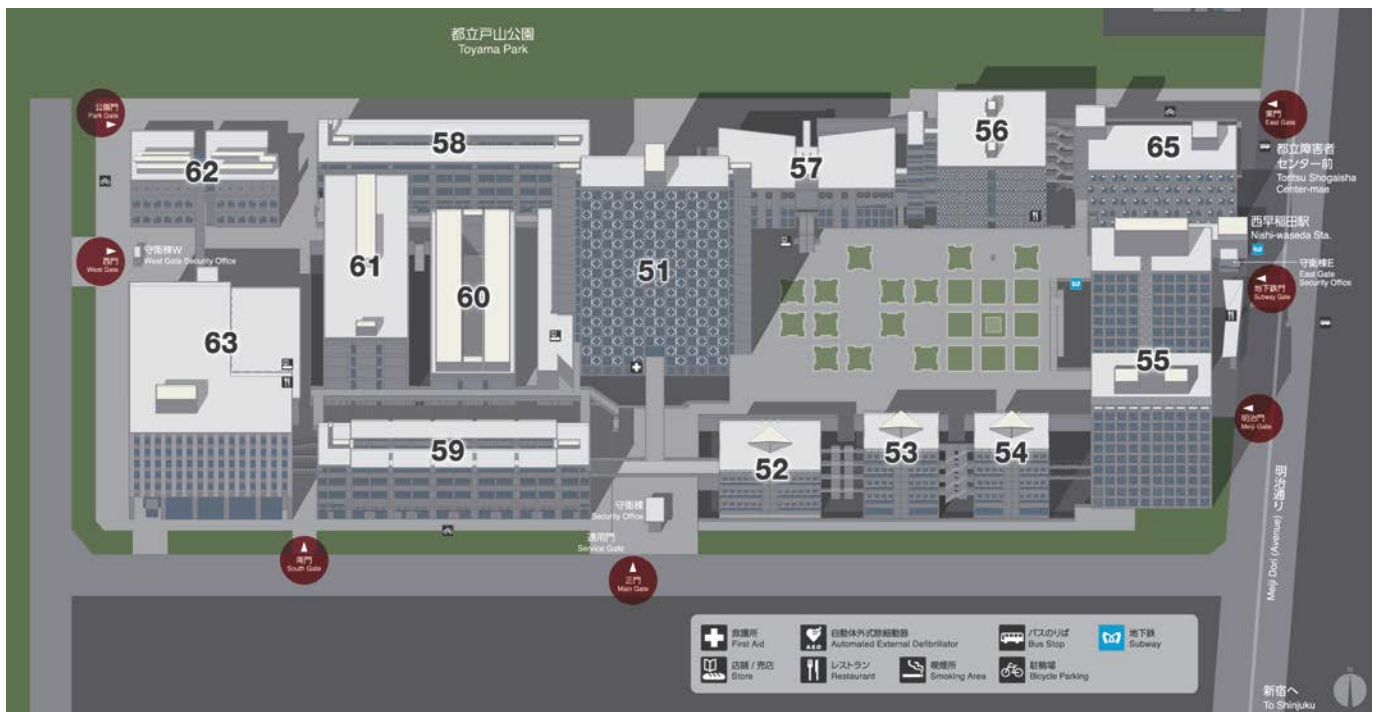 都立戸山公園
Toyama Park
公園門
Park Gate
東門
East Gate
都立障害者
センター前
Toritsu Shogaisha
Center-mae
西早稲田駅
Nishi-waseda Sta.
守衛棟E
East Gate
Security Office
地下鉄門
Subway Gate
明治門
Meiji Gate
明治通り
Meiji Dori (Avenue)
新宿へ
To Shinjuku
N
西門
West Gate
守衛棟W
West Gate Security Office
62
58
57
56
65
61
60
51
63
55
59
52
53
54
守衛棟
Security Office
通用門
Service Gate
南門
South Gate
正門
Main Gate
救護所
First Aid
AED
自動体外式除細動器
Automated External Defibrillator
バスのりば
Bus Stop
地下鉄
Subway
店舗 / 売店
Store
レストラン
Restaurant
喫煙所
Smoking Area
駐輪場
Bicycle Parking